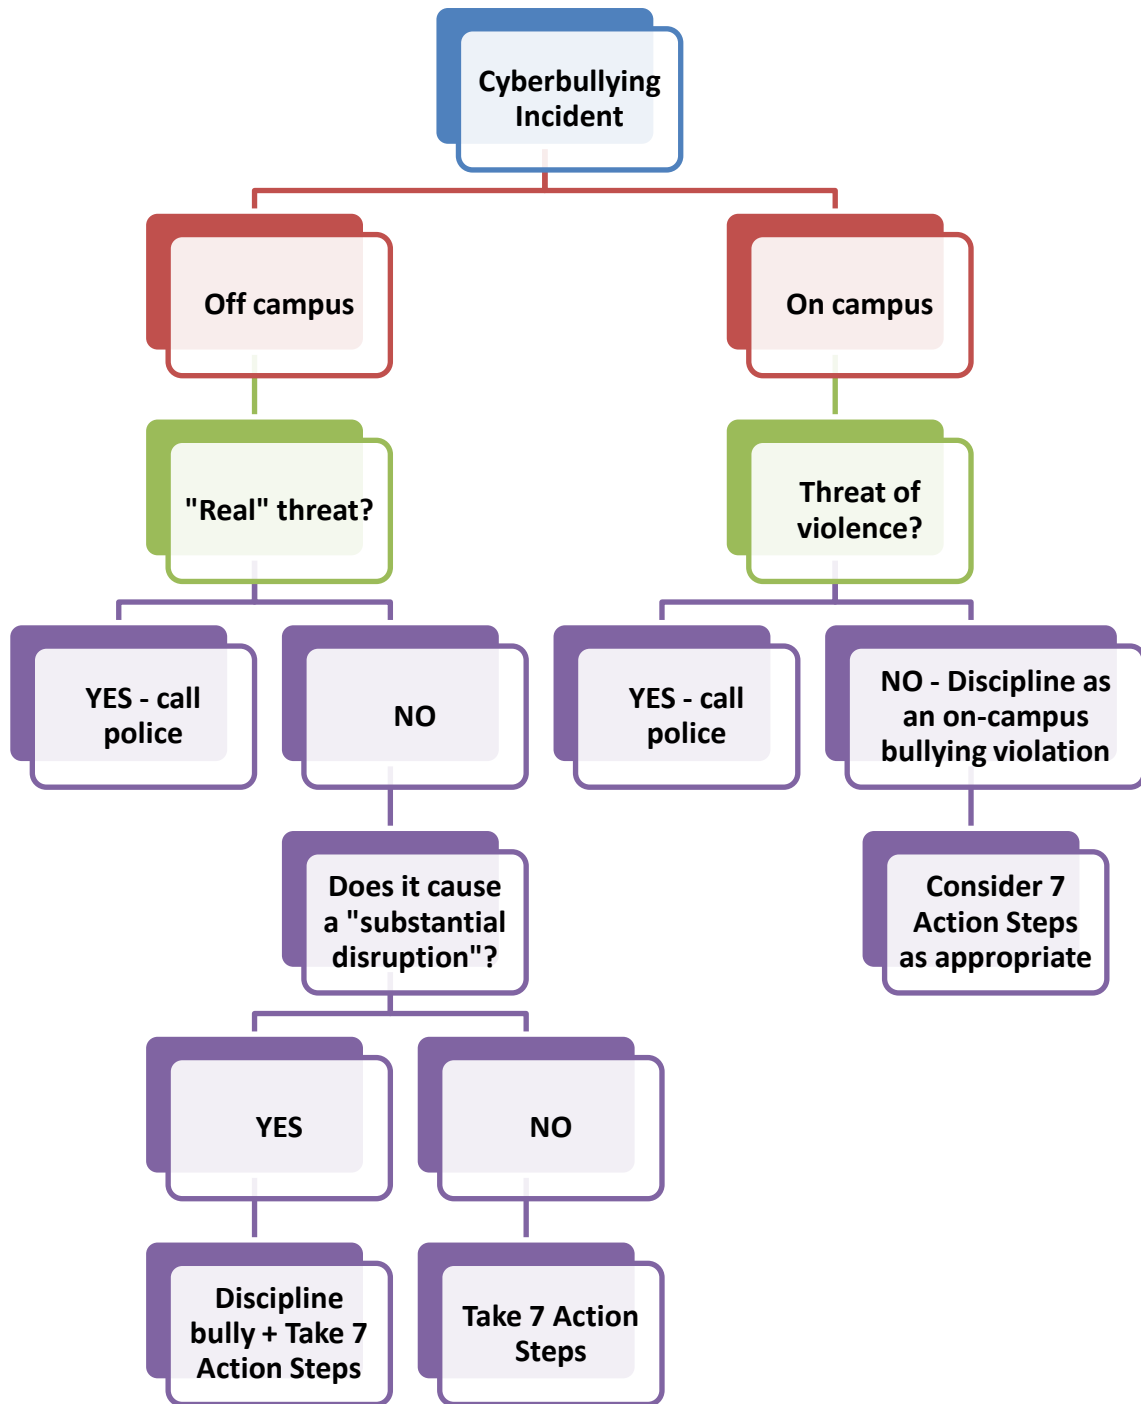 Cyberbullying
Incident
Off campus
On campus
"Real" threat?
Threat of
violence?
YES - call
police
NO
YES - call
police
NO - Discipline as
an on-campus
bullying violation
Does it cause
a "substantial
disruption"?
Consider 7
Action Steps
as appropriate
YES
NO
Discipline
bully + Take 7
Action Steps
Take 7 Action
Steps